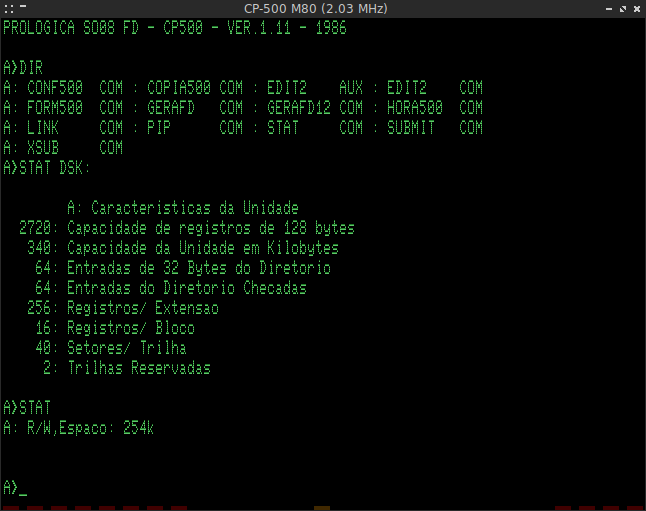 CP-500 M80 (2.03 MHz)
PROLOGICA SO08 FD - CP500 - VER.1.11 - 1986
A>DIR
A: CONF500  COM : COPIA500 COM : EDIT2    AUX : EDIT2    COM
A: FORM500  COM : GERAFD   COM : GERAFD12 COM : HORA500  COM
A: LINK     COM : PIP      COM : STAT     COM : SUBMIT   COM
A: XSUB     COM
A>STAT DSK:
A: Caracteristicas da Unidade
2720: Capacidade de registros de 128 bytes
340: Capacidade da Unidade em Kilobytes
64: Entradas de 32 Bytes do Diretorio
64: Entradas do Diretorio Checadas
256: Registros/ Extensao
16: Registros/ Bloco
40: Setores/ Trilha
2: Trilhas Reservadas
A>STAT
A: R/W,Espaco: 254k
A>_